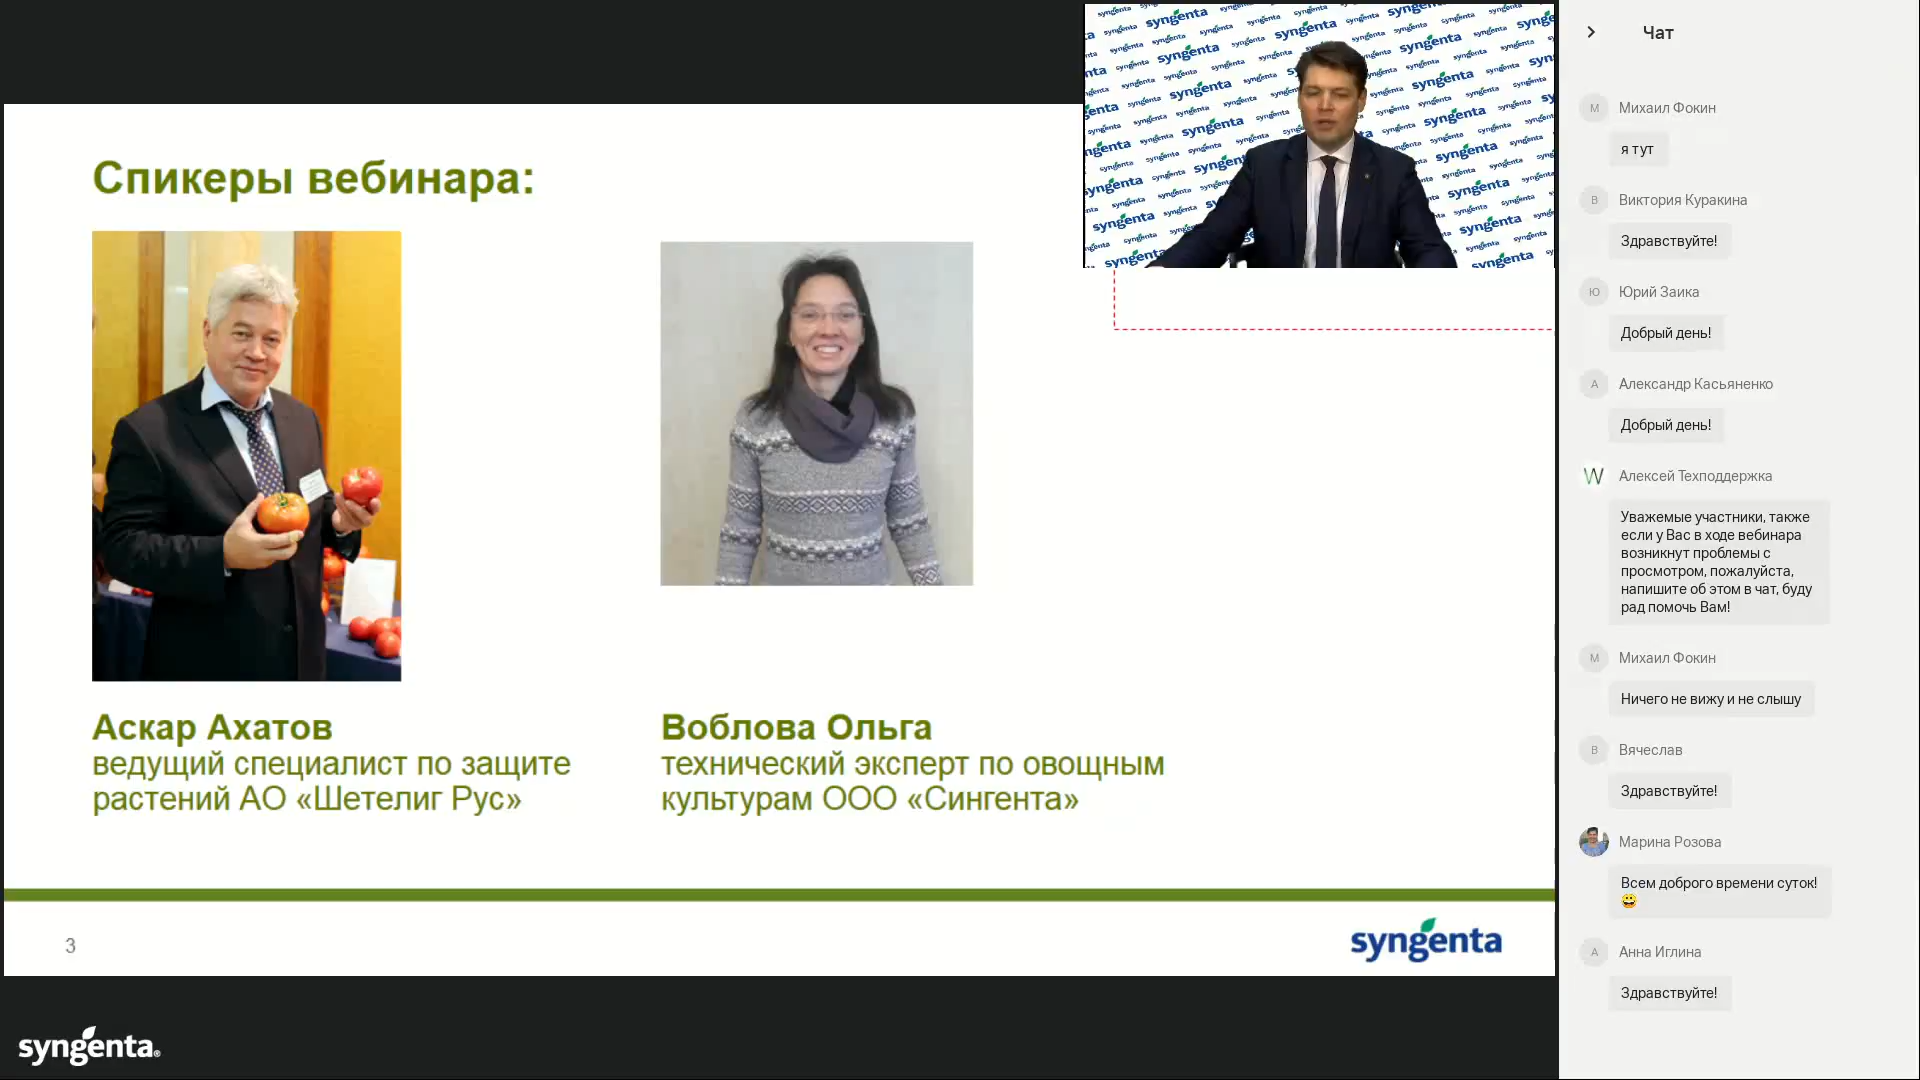 Спикеры вебинара:
Аскар Ахатов
ведущий специалист по защите
растений АО «Шетелиг Рус»
Воблова Ольга
технический эксперт по овощным
культурам ООО «Сингента»
3
syngenta
syngenta®
syngenta
Чат
М
Михаил Фокин
я тут
В
Виктория Куракина
Здравствуйте!
Ю
Юрий Заика
Добрый день!
А
Александр Касьяненко
Добрый день!
W
Алексей Техподдержка
Уважемые участники, также
если у Вас в ходе вебинара
возникнут проблемы с
просмотром, пожалуйста,
напишите об этом в чат, буду
рад помочь Вам!
М
Михаил Фокин
Ничего не вижу и не слышу
В
Вячеслав
Здравствуйте!
Марина Розова
Всем доброго времени суток!
😀
А
Анна Иглина
Здравствуйте!